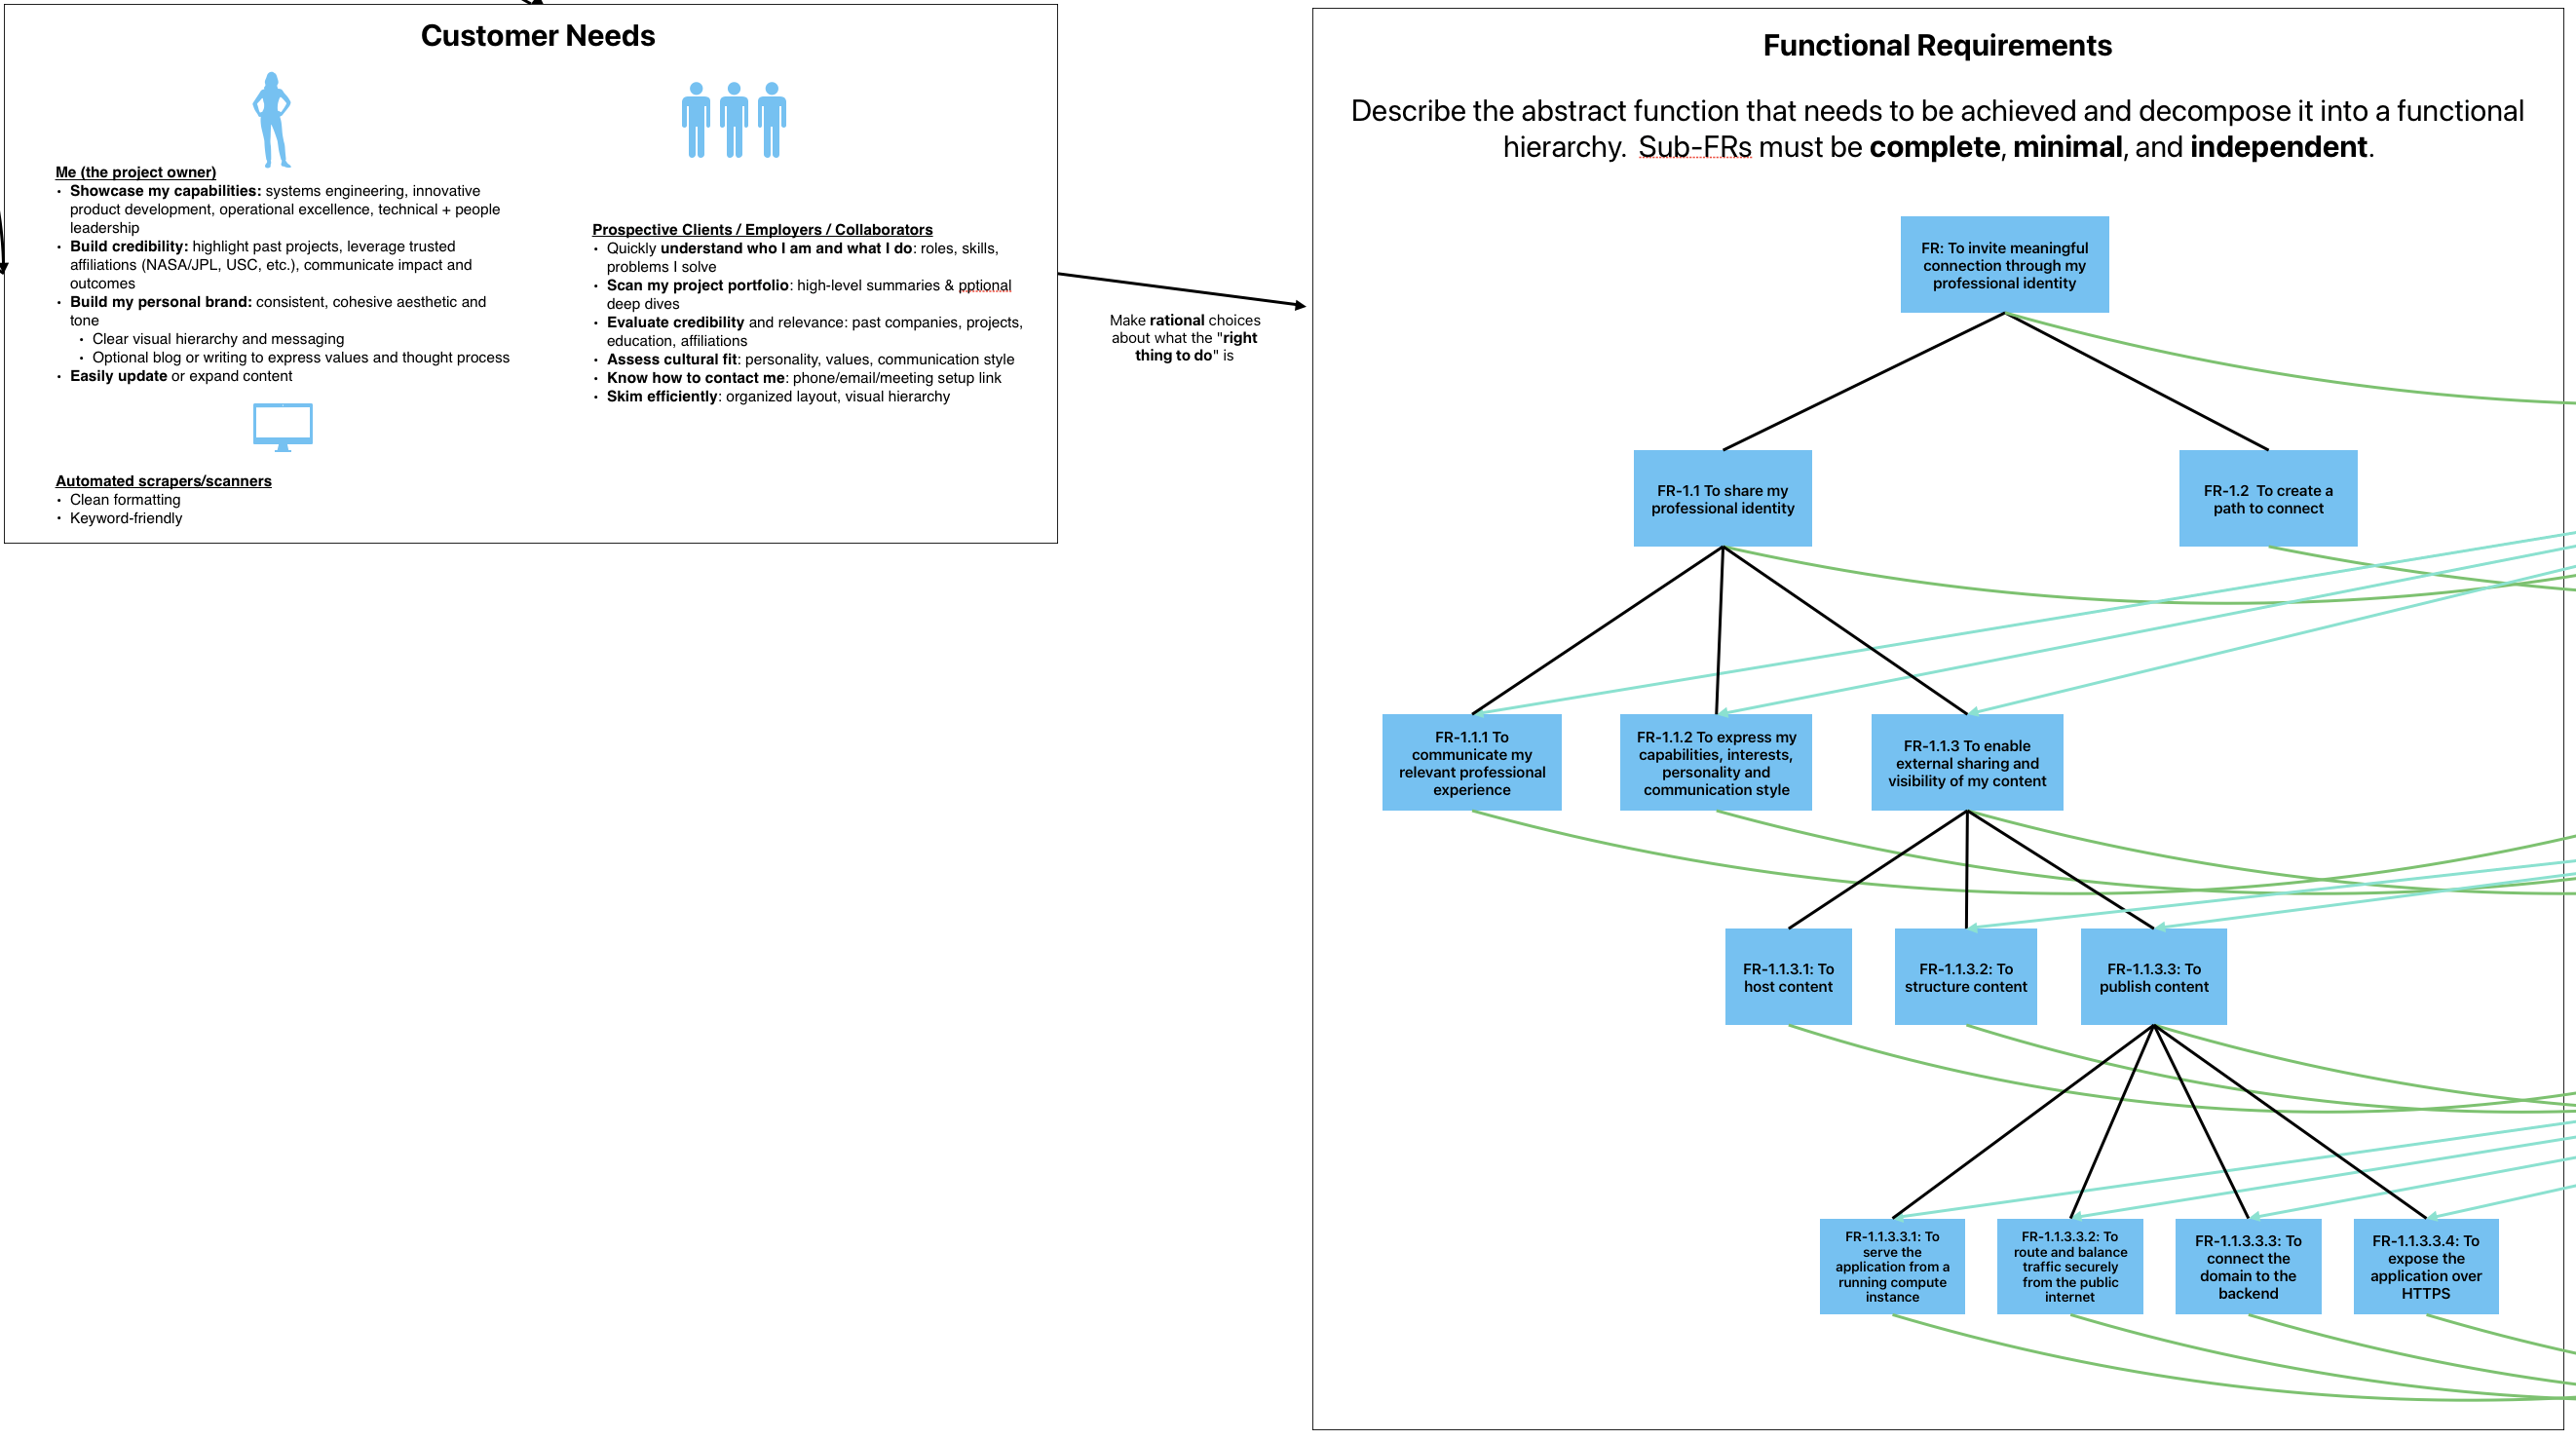 Customer Needs
Me (the project owner)
• Showcase my capabilities: systems engineering, innovative
product development, operational excellence, technical + people
leadership
• Build credibility: highlight past projects, leverage trusted
affiliations (NASA/JPL, USC, etc.), communicate impact and
outcomes
• Build my personal brand: consistent, cohesive aesthetic and
tone
• Clear visual hierarchy and messaging
• Optional blog or writing to express values and thought process
• Easily update or expand content
Automated scrapers/scanners
• Clean formatting
• Keyword-friendly
Prospective Clients / Employers / Collaborators
• Quickly understand who I am and what I do: roles, skills,
problems I solve
• Scan my project portfolio: high-level summaries & pptional
deep dives
• Evaluate credibility and relevance: past companies, projects,
education, affiliations
• Assess cultural fit: personality, values, communication style
• Know how to contact me: phone/email/meeting setup link
• Skim efficiently: organized layout, visual hierarchy
Make rational choices
about what the "right
thing to do" is
Functional Requirements
Describe the abstract function that needs to be achieved and decompose it into a functional
hierarchy. Sub-FRs must be complete, minimal, and independent.
FR: To invite meaningful
connection through my
professional identity
FR-1.1 To share my
professional identity
FR-1.2 To create a
path to connect
FR-1.1.1 To
communicate my
relevant professional
experience
FR-1.1.2 To express my
capabilities, interests,
personality and
communication style
FR-1.1.3 To enable
external sharing and
visibility of my content
FR-1.1.3.1: To
host content
FR-1.1.3.2: To
structure content
FR-1.1.3.3: To
publish content
FR-1.1.3.3.1: To
serve the
application from a
running compute
instance
FR-1.1.3.3.2: To
route and balance
traffic securely
from the public
internet
FR-1.1.3.3.3: To
connect the
domain to the
backend
FR-1.1.3.3.4: To
expose the
application over
HTTPS